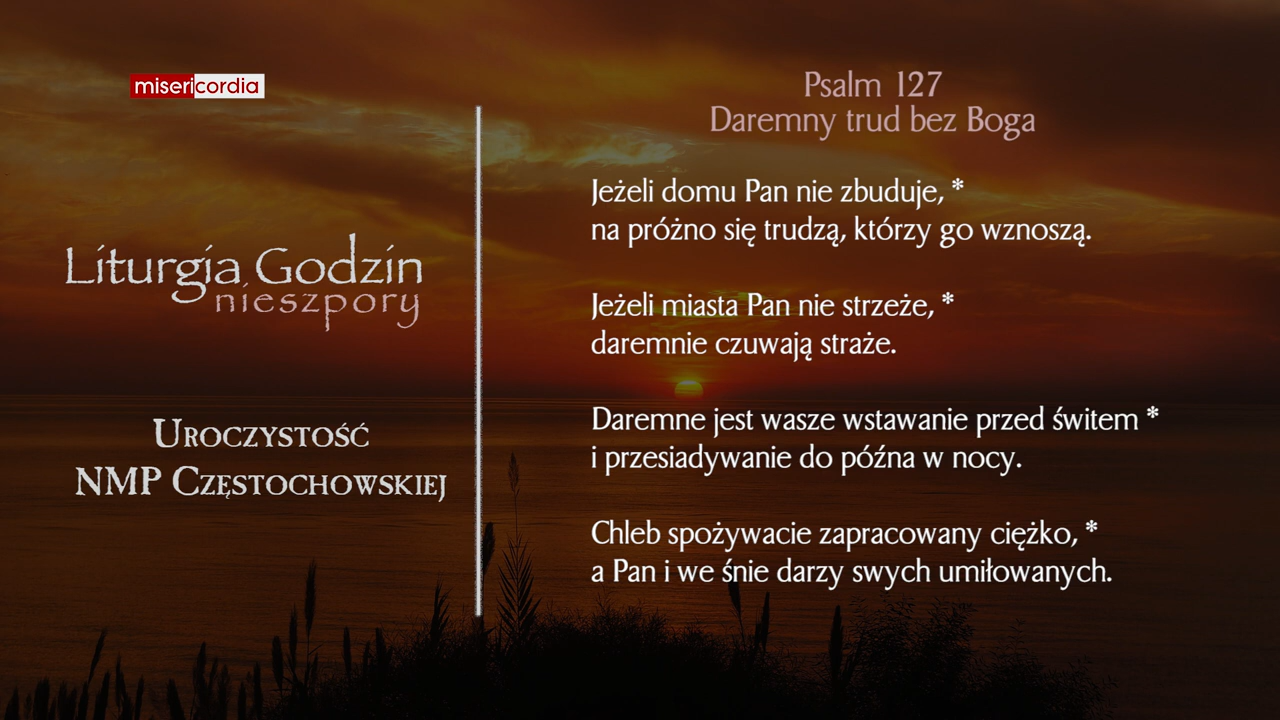 misericordia
Liturgia Godzin
nieszpory
Uroczystość
NMP Częstochowskiej
Psalm 127
Daremny trud bez Boga
Jeżeli domu Pan nie zbuduje, *
na próżno się trudzą, którzy go wznoszą.
Jeżeli miasta Pan nie strzeże, *
daremnie czuwają straże.
Daremne jest wasze wstawanie przed świtem *
i przesiadywanie do późna w nocy.
Chleb spożywacie zapracowany ciężko, *
a Pan i we śnie darzy swych umiłowanych.